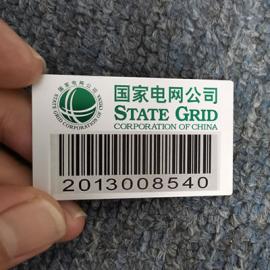 国家电网公司
STATE GRID
CORPORATION OF CHINA
2013008540